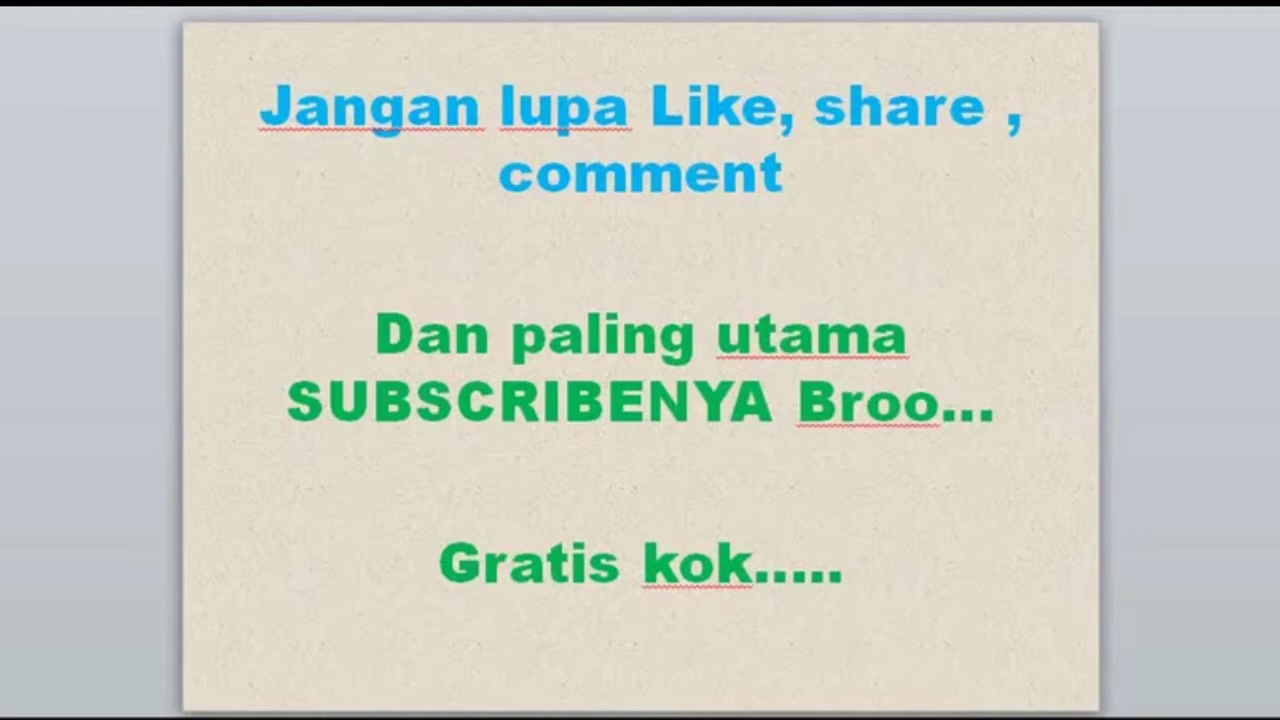 Jangan lupa Like, share ,
comment
Dan paling utama
SUBSCRIBENYA Broo...
Gratis kok.....